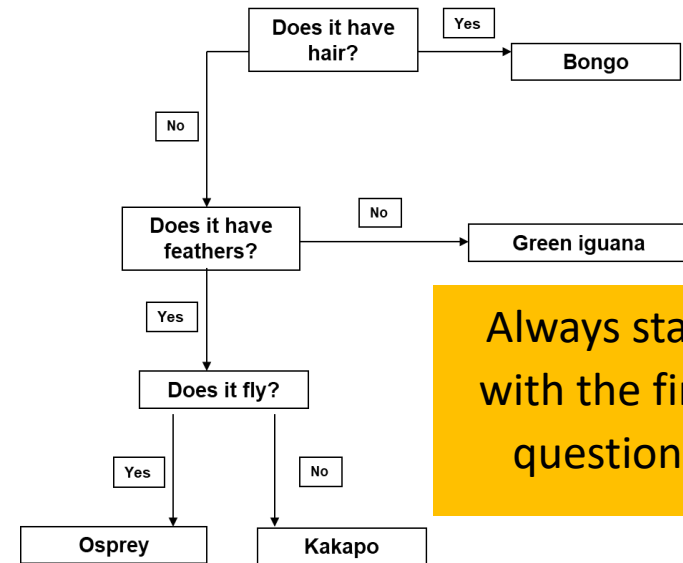 Does it have
hair?
Yes
Bongo
No
Does it have
feathers?
No
Green iguana
Yes
Always
with the
question
Does it fly?
Yes
No
Osprey
Kakapo